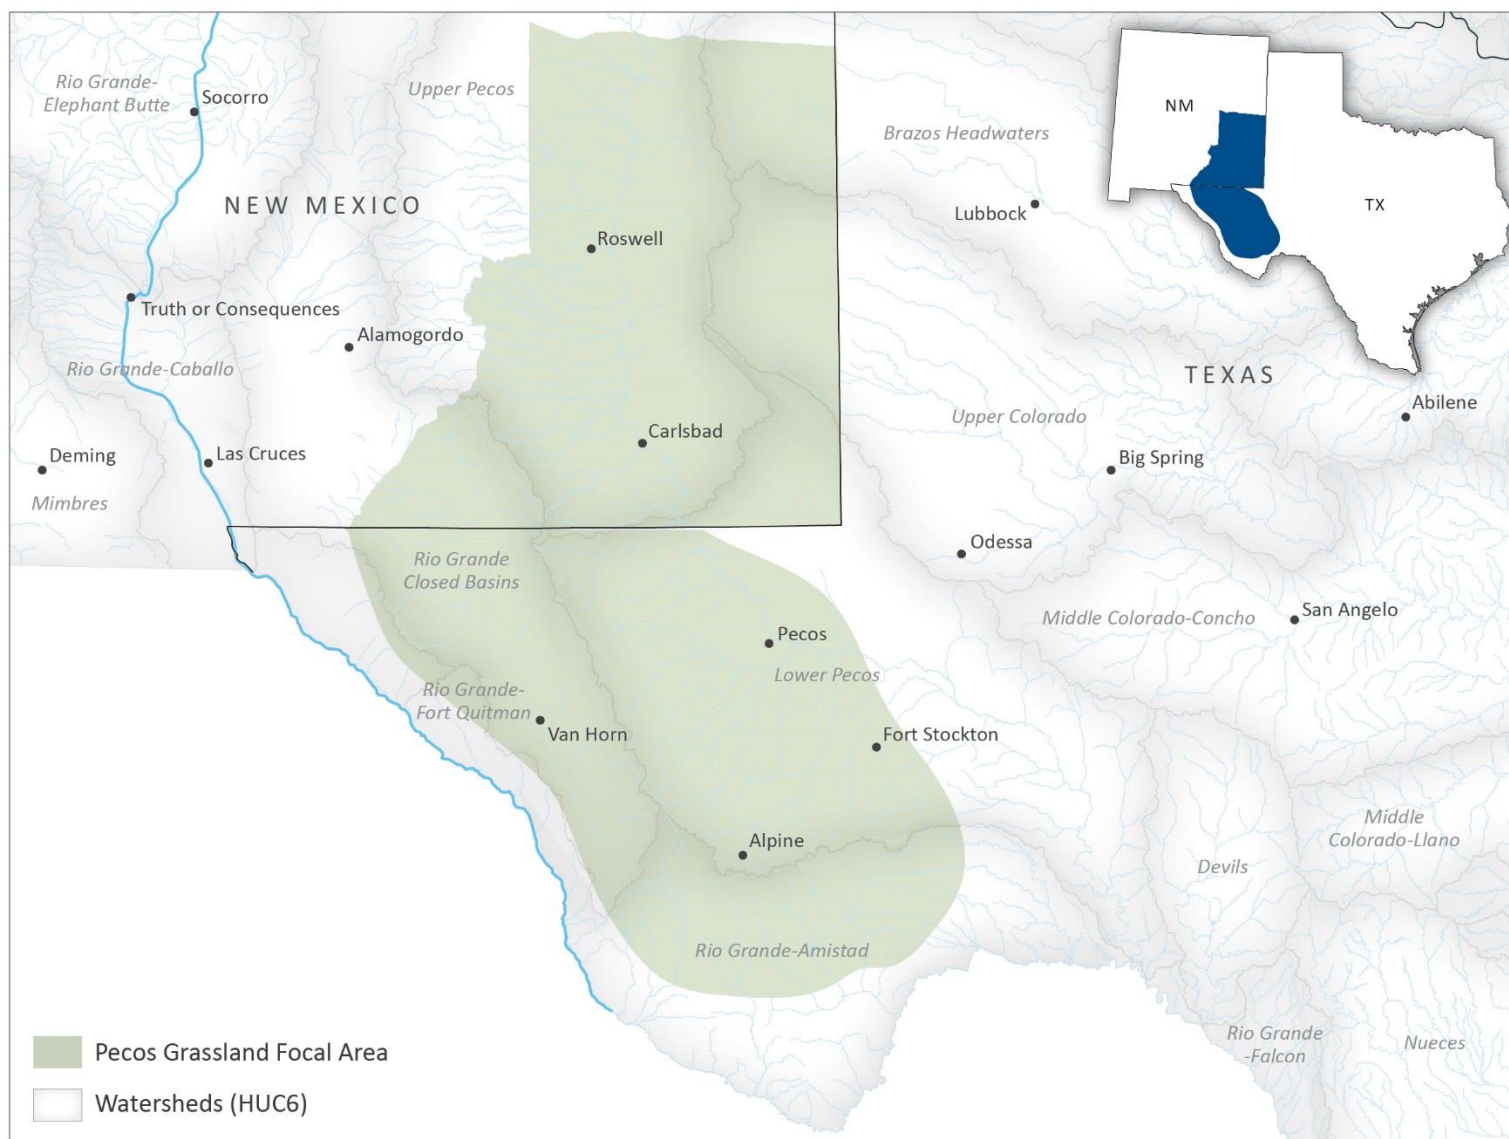 Rio Grande-
Elephant Butte
Socorro
Upper Pecos
NEW MEXICO
Roswell
Truth or Consequences
Alamogordo
Rio Grande-Caballo
Carlsbad
Deming
Las Cruces
Mimbres
Brazos Headwaters
Lubbock
NM
TX
TEXAS
Abilene
Upper Colorado
Big Spring
Odessa
Rio Grande
Closed Basins
Middle Colorado-Concho
San Angelo
Pecos
Lower Pecos
Rio Grande-
Fort Quitman
Van Horn
Fort Stockton
Alpine
Middle
Colorado-Llano
Devils
Rio Grande-Amistad
Rio Grande
-Falcon
Nueces
Pecos Grassland Focal Area
Watersheds (HUC6)